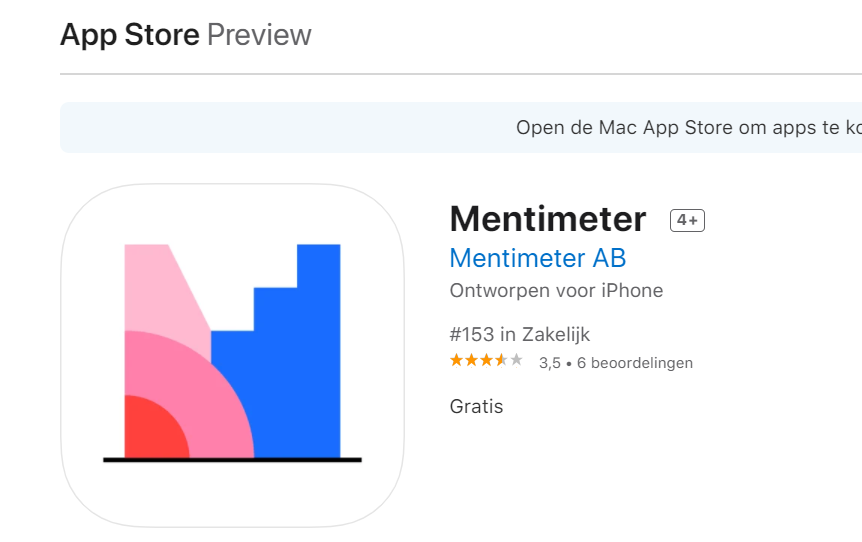 App Store Preview
Open de Mac App Store om apps te
Mentimeter 4+
Mentimeter AB
Ontworpen voor iPhone
#153 in Zakelijk
3,5 • 6 beoordelingen
Gratis